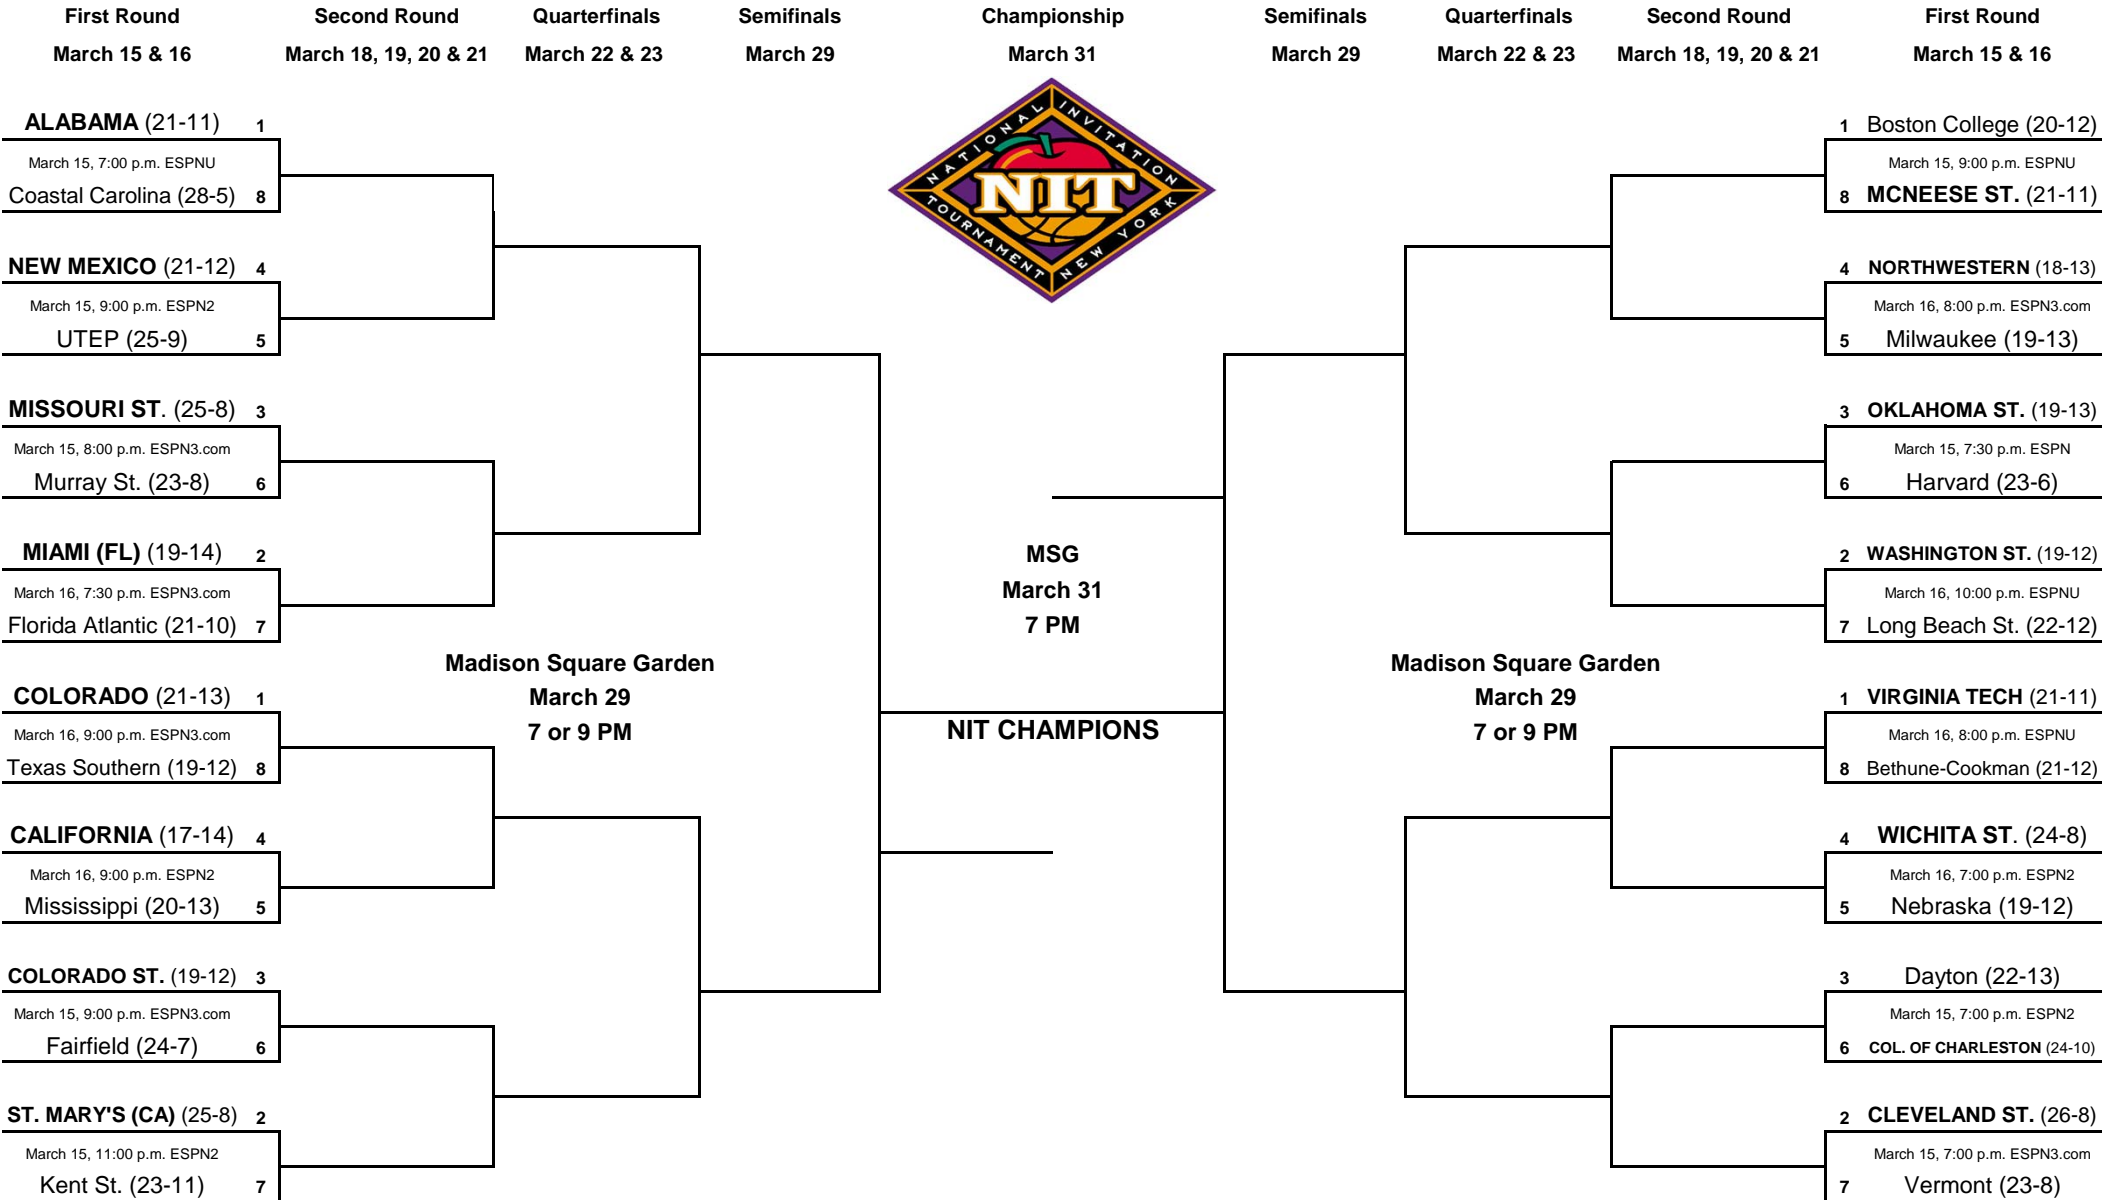 First Round Second Round Quarterfinals Semifinals Championship Semifinals Quarterfinals Second Round First Round
March 15 & 16 March 18, 19, 20 & 21 March 22 & 23 March 29 March 31 March 29 March 22 & 23 March 18, 19, 20 & 21 March 15 & 16
ALABAMA (21-11) 1
March 15, 7:00 p.m. ESPNU
Coastal Carolina (28-5) 8
NEW MEXICO (21-12) 4
March 15, 9:00 p.m. ESPN2
UTEP (25-9) 5
MISSOURI ST. (25-8) 3
March 15, 8:00 p.m. ESPN3.com
Murray St. (23-8) 6
MIAMI (FL) (19-14) 2
March 16, 7:30 p.m. ESPN3.com
Florida Atlantic (21-10) 7
COLORADO (21-13) 1
March 16, 9:00 p.m. ESPN3.com
Texas Southern (19-12) 8
CALIFORNIA (17-14) 4
March 16, 9:00 p.m. ESPN2
Mississippi (20-13) 5
COLORADO ST. (19-12) 3
March 15, 9:00 p.m. ESPN3.com
Fairfield (24-7) 6
ST. MARY'S (CA) (25-8) 2
March 15, 11:00 p.m. ESPN2
Kent St. (23-11) 7
Madison Square Garden
March 29
7 or 9 PM
NATIONAL INVITATION
NIT
TOURNAMENT NEW YORK
MSG
March 31
7 PM
NIT CHAMPIONS
Madison Square Garden
March 29
7 or 9 PM
1 Boston College (20-12)
March 15, 9:00 p.m. ESPNU
8 MCNEESE ST. (21-11)
4 NORTHWESTERN (18-13)
March 16, 8:00 p.m. ESPN3.com
5 Milwaukee (19-13)
3 OKLAHOMA ST. (19-13)
March 15, 7:30 p.m. ESPN
6 Harvard (23-6)
2 WASHINGTON ST. (19-12)
March 16, 10:00 p.m. ESPNU
7 Long Beach St. (22-12)
1 VIRGINIA TECH (21-11)
March 16, 8:00 p.m. ESPNU
8 Bethune-Cookman (21-12)
4 WICHITA ST. (24-8)
March 16, 7:00 p.m. ESPN2
5 Nebraska (19-12)
3 Dayton (22-13)
March 15, 7:00 p.m. ESPN2
6 COL. OF CHARLESTON (24-10)
2 CLEVELAND ST. (26-8)
March 15, 7:00 p.m. ESPN3.com
7 Vermont (23-8)